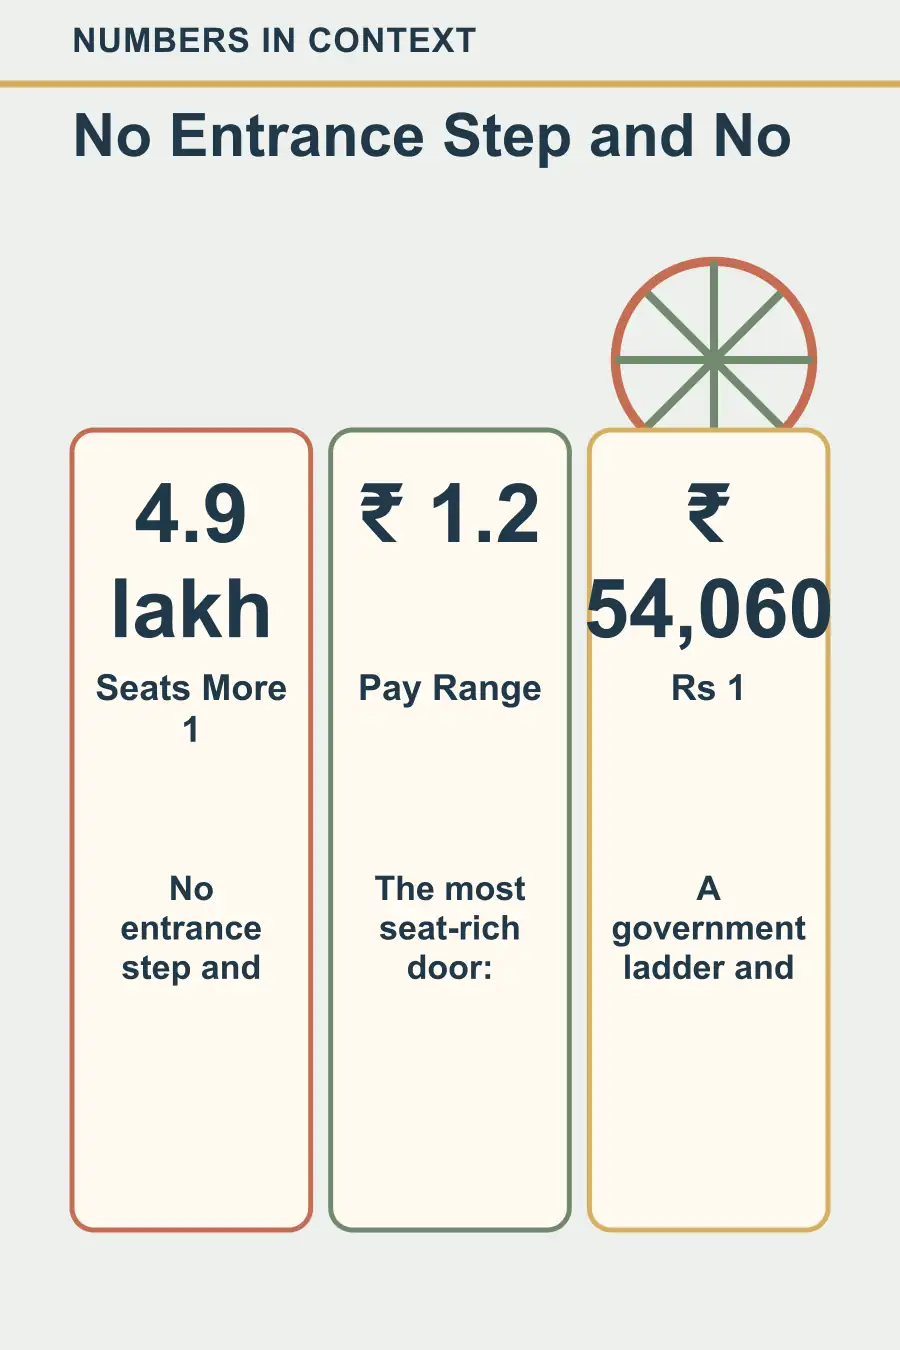 NUMBERS IN CONTEXT
No Entrance Step and No
4.9
lakh
Seats More
1
No
entrance
step and
₹ 1.2
Pay Range
The most
seat-rich
door:
₹
54,060
Rs 1
A
government
ladder and